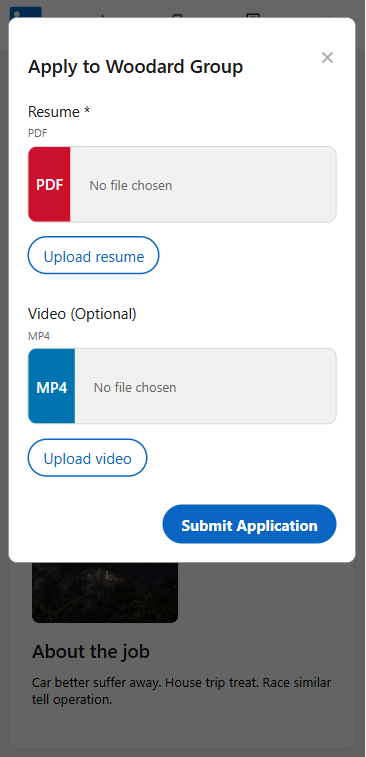 Apply to Woodard Group
Resume *
PDF
PDF
No file chosen
Upload resume
Video (Optional)
MP4
MP4
No file chosen
Upload video
Submit Application
About the job
Car better suffer away. House trip treat. Race similar
tell operation.